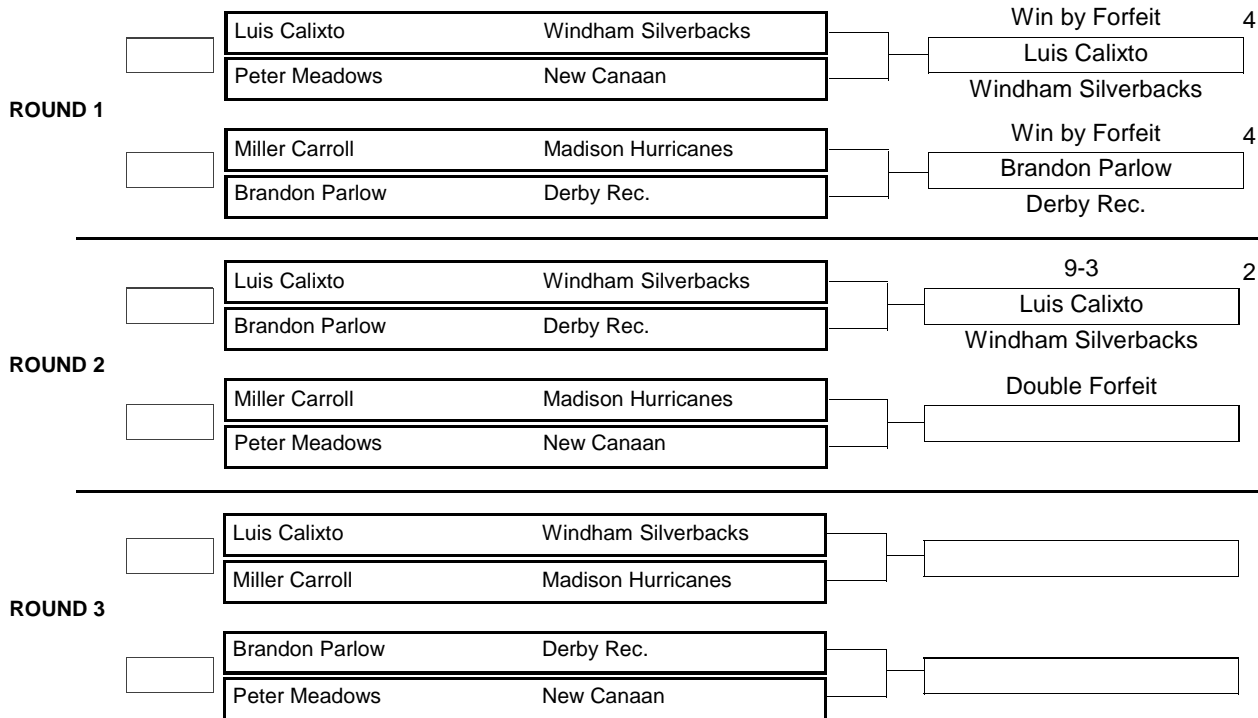 Luis Calixto Windham Silverbacks
Peter Meadows New Canaan
Win by Forfeit 4
Luis Calixto
Windham Silverbacks
ROUND 1
Miller Carroll Madison Hurricanes
Brandon Parlow Derby Rec.
Win by Forfeit 4
Brandon Parlow
Derby Rec.
Luis Calixto Windham Silverbacks
Brandon Parlow Derby Rec.
9-3 2
Luis Calixto
Windham Silverbacks
ROUND 2
Miller Carroll Madison Hurricanes
Peter Meadows New Canaan
Double Forfeit
Luis Calixto Windham Silverbacks
Miller Carroll Madison Hurricanes
ROUND 3
Brandon Parlow Derby Rec.
Peter Meadows New Canaan